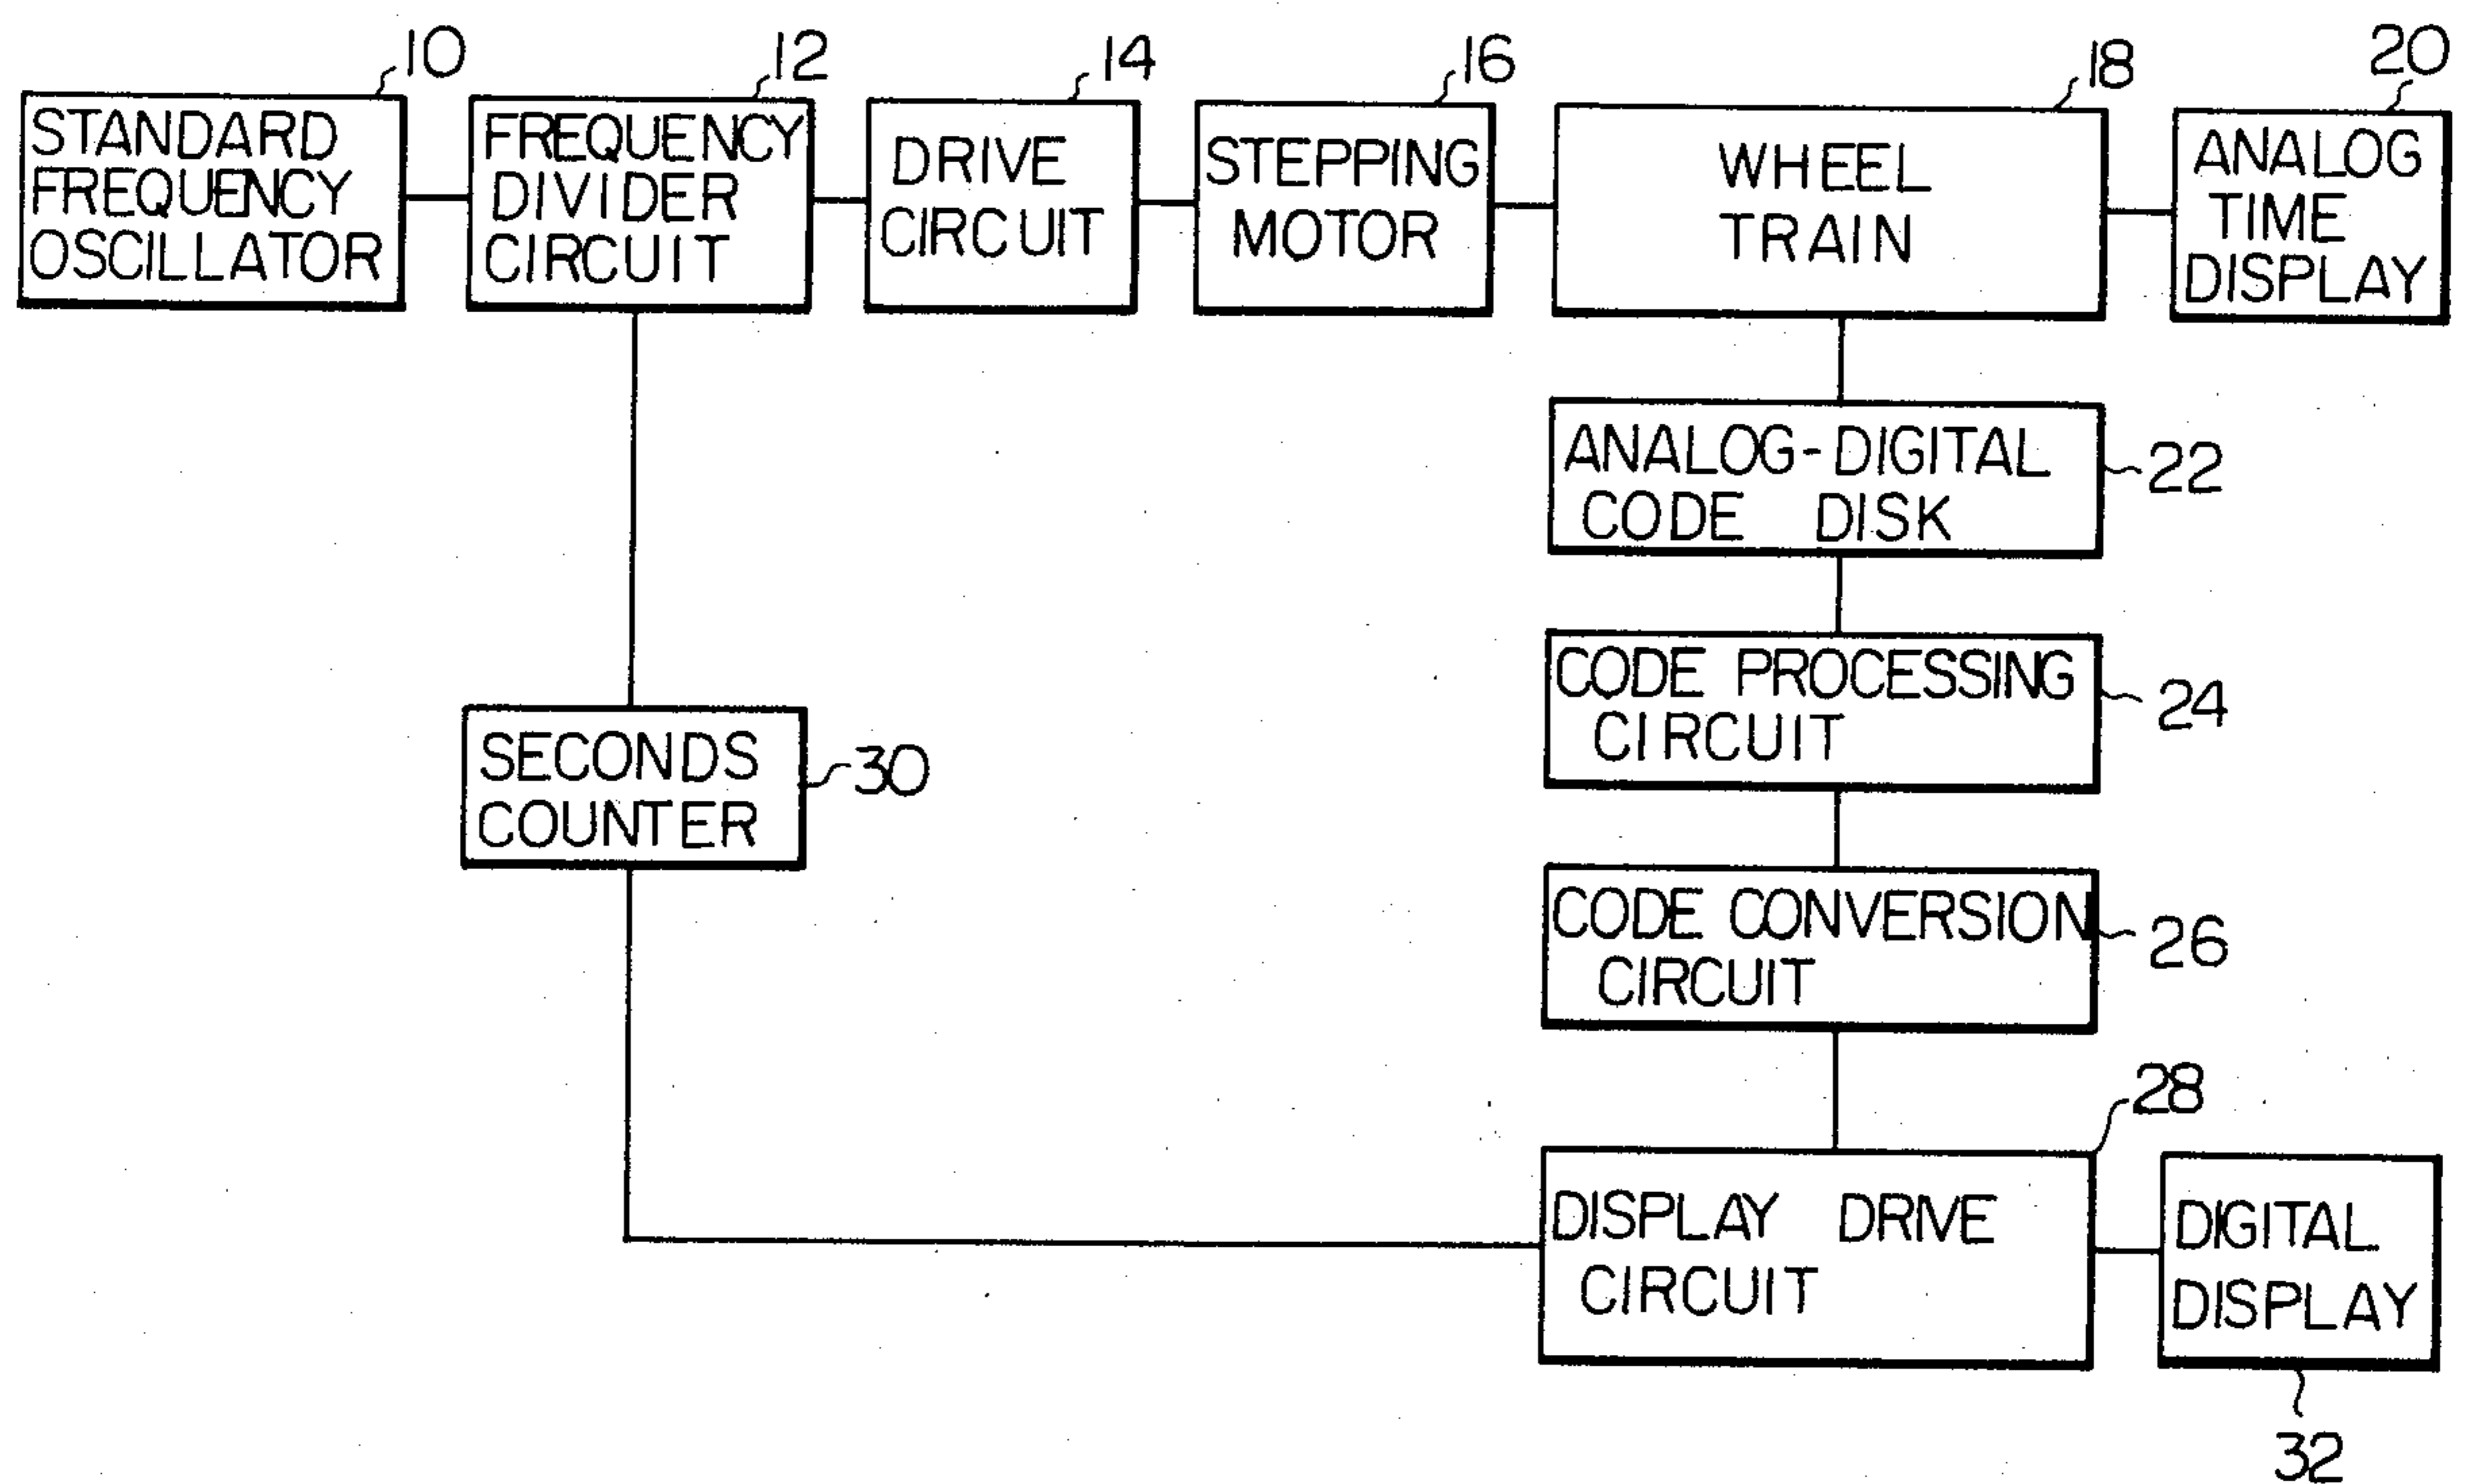 10
STANDARD
FREQUENCY
OSCILLATOR
12
FREQUENCY
DIVIDER
CIRCUIT
14
DRIVE
CIRCUIT
16
STEPPING
MOTOR
18
WHEEL
TRAIN
20
ANALOG
TIME
DISPLAY
ANALOG-DIGITAL
CODE DISK
22
CODE PROCESSING
CIRCUIT
24
SECONDS
COUNTER
30
CODE CONVERSION
CIRCUIT
26
28
DISPLAY DRIVE
CIRCUIT
DIGITAL
DISPLAY
32